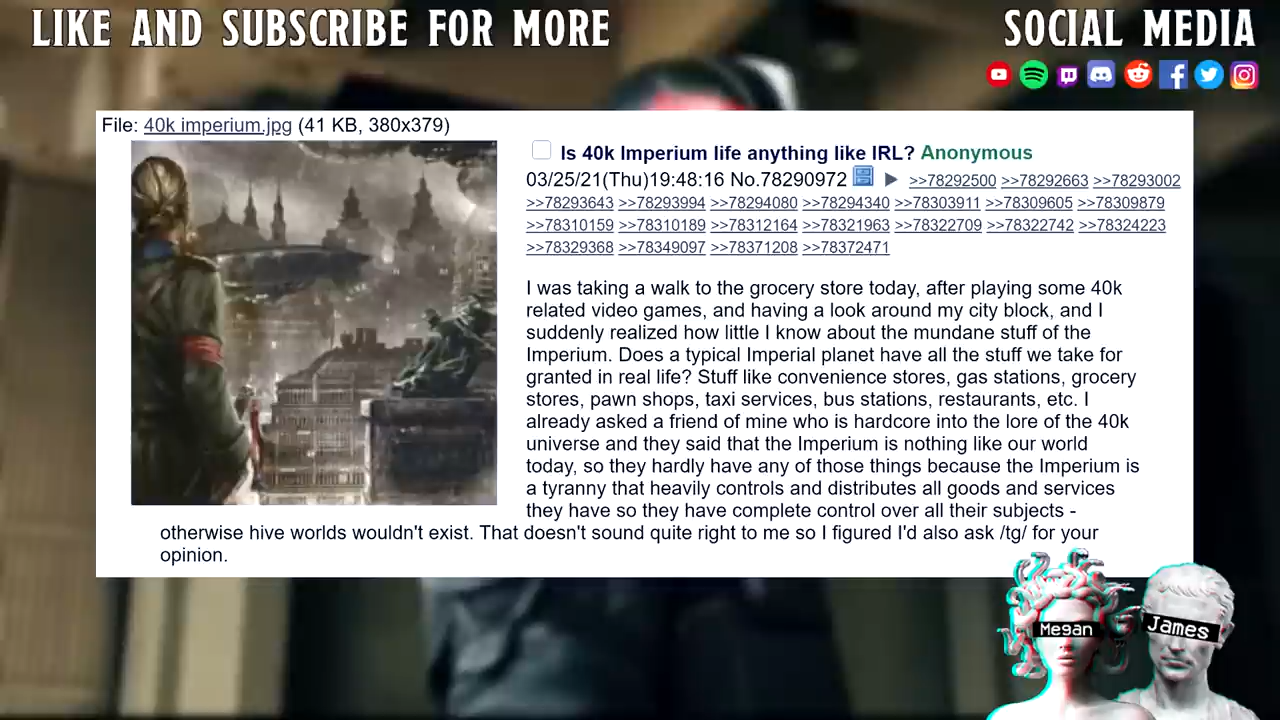 LIKE AND SUBSCRIBE FOR MORE
SOCIAL MEDIA
File: 40k imperium.jpg (41 KB, 380x379)
Is 40k Imperium life anything like IRL? Anonymous
03/25/21(Thu)19:48:16 No.78290972 ▶ >>78292500 >>78292663 >>78293002
>>78293643 >>78293994 >>78294080 >>78294340 >>78303911 >>78309605 >>78309879
>>78310159 >>78310189 >>78312164 >>78321963 >>78322709 >>78322742 >>78324223
>>78329368 >>78349097 >>78371208 >>78372471
I was taking a walk to the grocery store today, after playing some 40k
related video games, and having a look around my city block, and I
suddenly realized how little I know about the mundane stuff of the
Imperium. Does a typical Imperial planet have all the stuff we take for
granted in real life? Stuff like convenience stores, gas stations, grocery
stores, pawn shops, taxi services, bus stations, restaurants, etc. I
already asked a friend of mine who is hardcore into the lore of the 40k
universe and they said that the Imperium is nothing like our world
today, so they hardly have any of those things because the Imperium is
a tyranny that heavily controls and distributes all goods and services
they have so they have complete control over all their subjects -
otherwise hive worlds wouldn't exist. That doesn't sound quite right to me so I figured I'd also ask /tg/ for your
opinion.
Megan
James